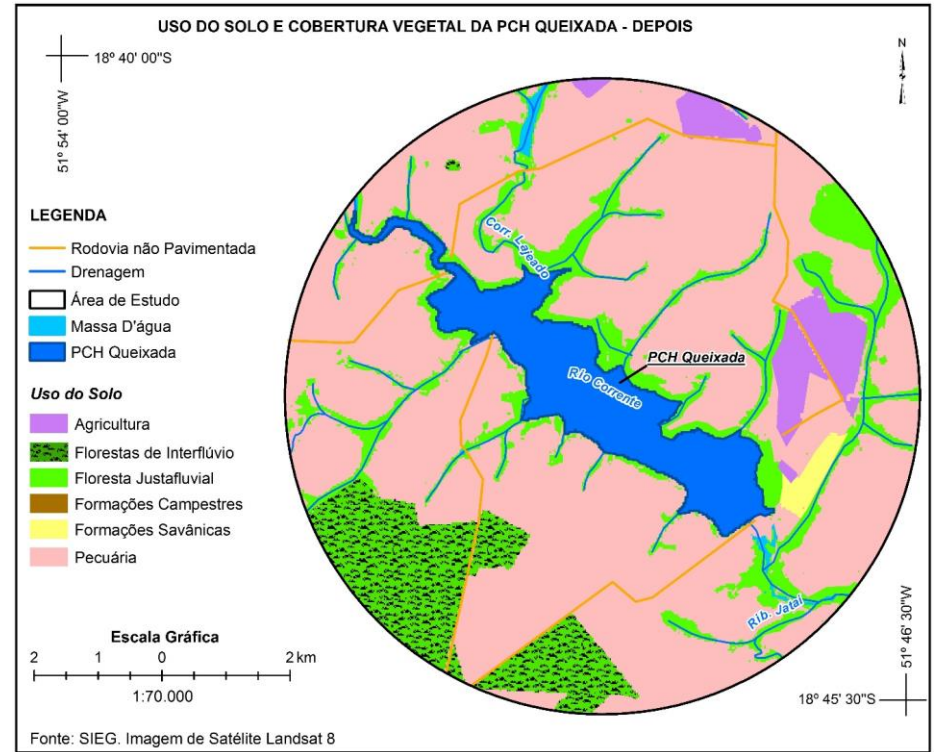 USO DO SOLO E COBERTURA VEGETAL DA PCH QUEIXADA - DEPOIS
18º 40' 00"S
51º 54' 00"W
N
LEGENDA
Rodovia não Pavimentada
Drenagem
Área de Estudo
Massa D'água
PCH Queixada
Uso do Solo
Agricultura
Florestas de Interflúvio
Floresta Justafluvial
Formações Campestres
Formações Savânicas
Pecuária
Corr. Lajeado
PCH Queixada
Rio Corrente
Rib. Jataí
Escala Gráfica
2 1 0 2 km
1:70.000
51º 46' 30"W
18º 45' 30"S
Fonte: SIEG. Imagem de Satélite Landsat 8